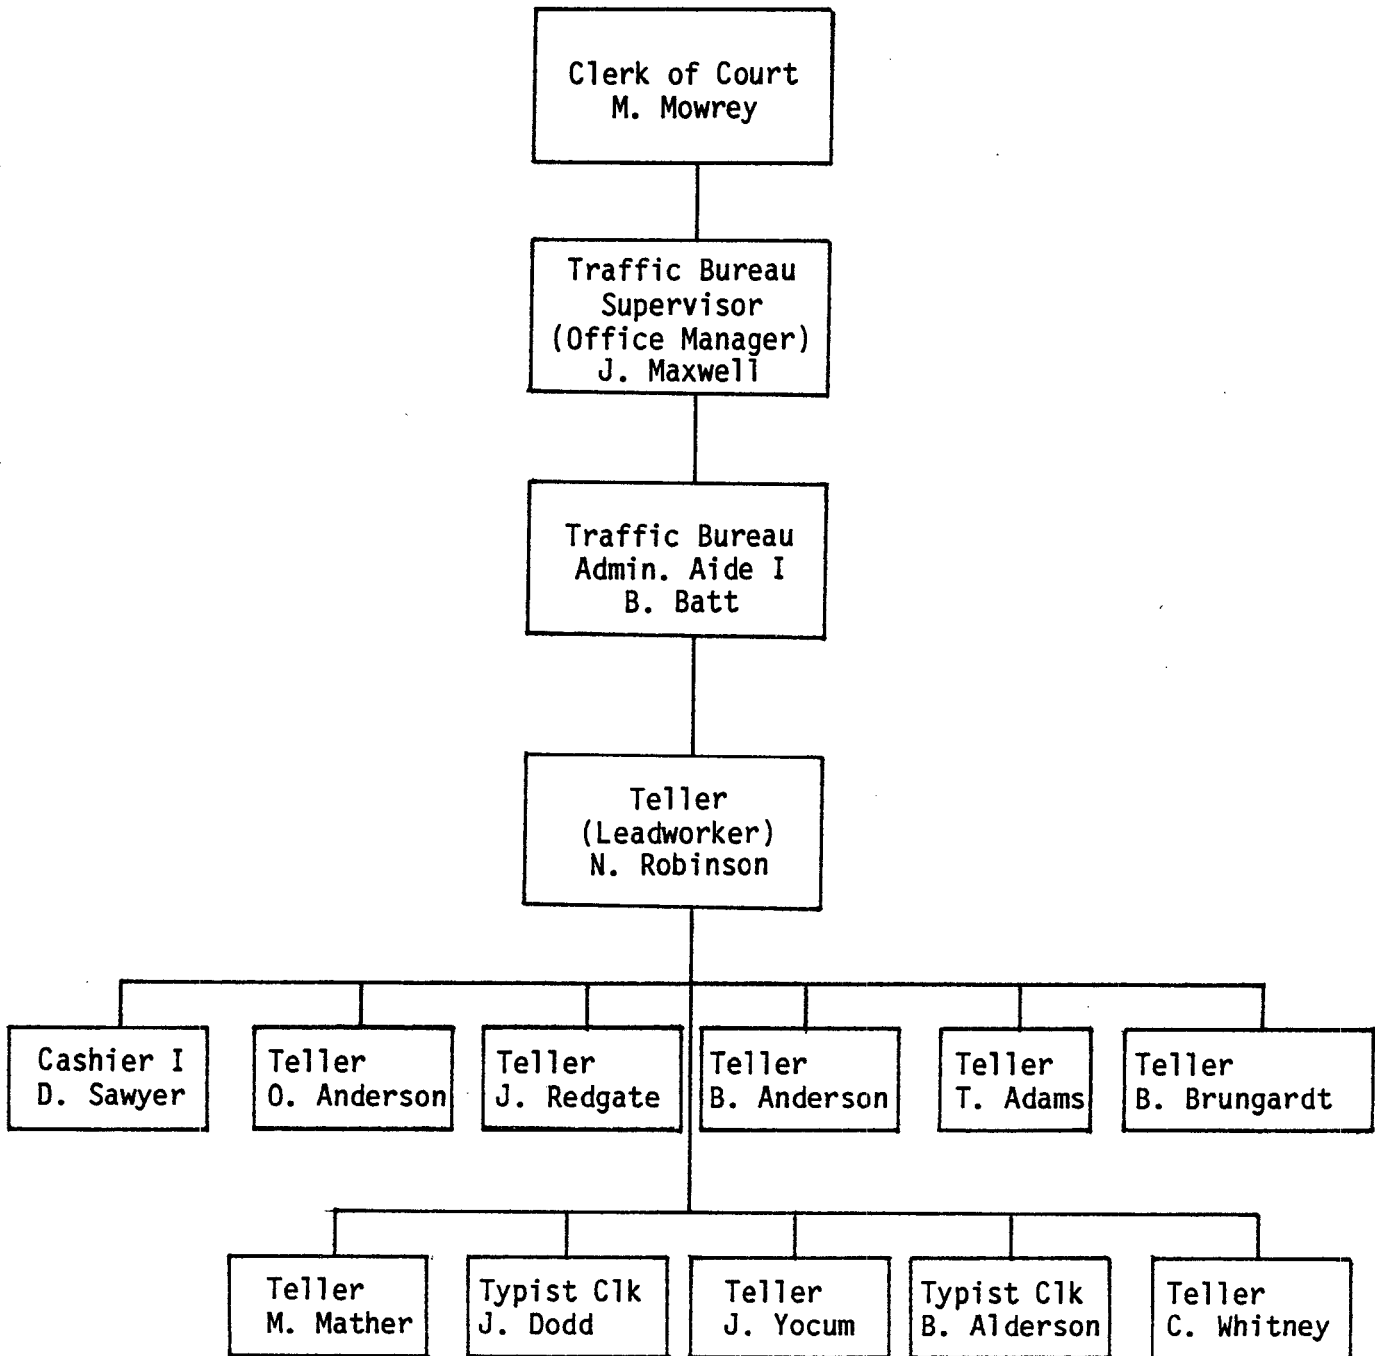 Clerk of Court
M. Mowrey
Traffic Bureau
Supervisor
(Office Manager)
J. Maxwell
Traffic Bureau
Admin. Aide I
B. Batt
Teller
(Leadworker)
N. Robinson
Cashier I
D. Sawyer
Teller
O. Anderson
Teller
J. Redgate
Teller
B. Anderson
Teller
T. Adams
Teller
B. Brungardt
Teller
M. Mather
Typist Clk
J. Dodd
Teller
J. Yocum
Typist Clk
B. Alderson
Teller
C. Whitney